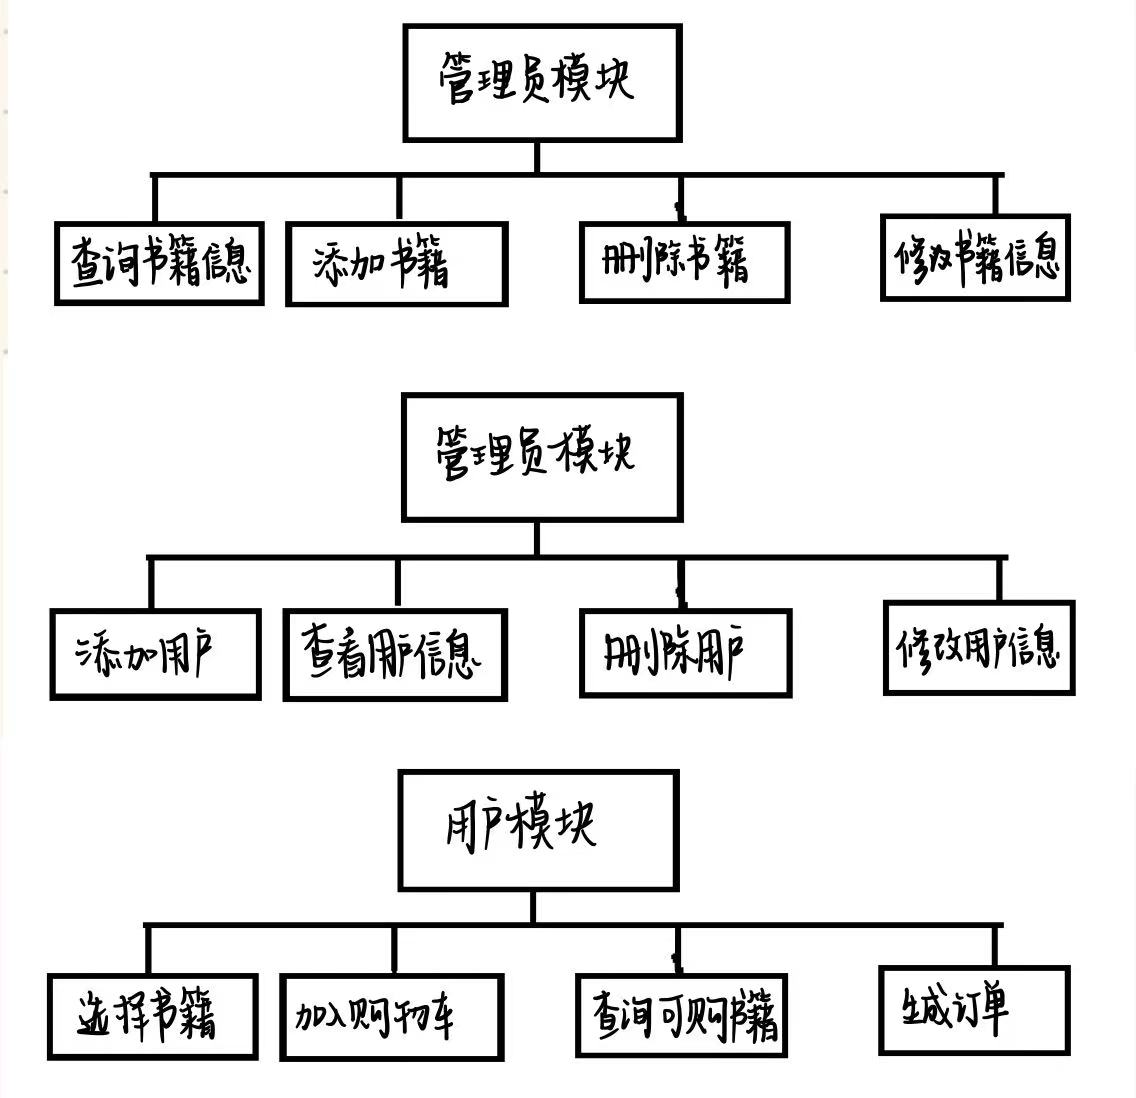 管理员模块
查询书籍信息
添加书籍
删除书籍
修改书籍信息
管理员模块
添加用户
查看用户信息
删除用户
修改用户信息
用户模块
选择书籍
加入购物车
查询可购书籍
生成订单